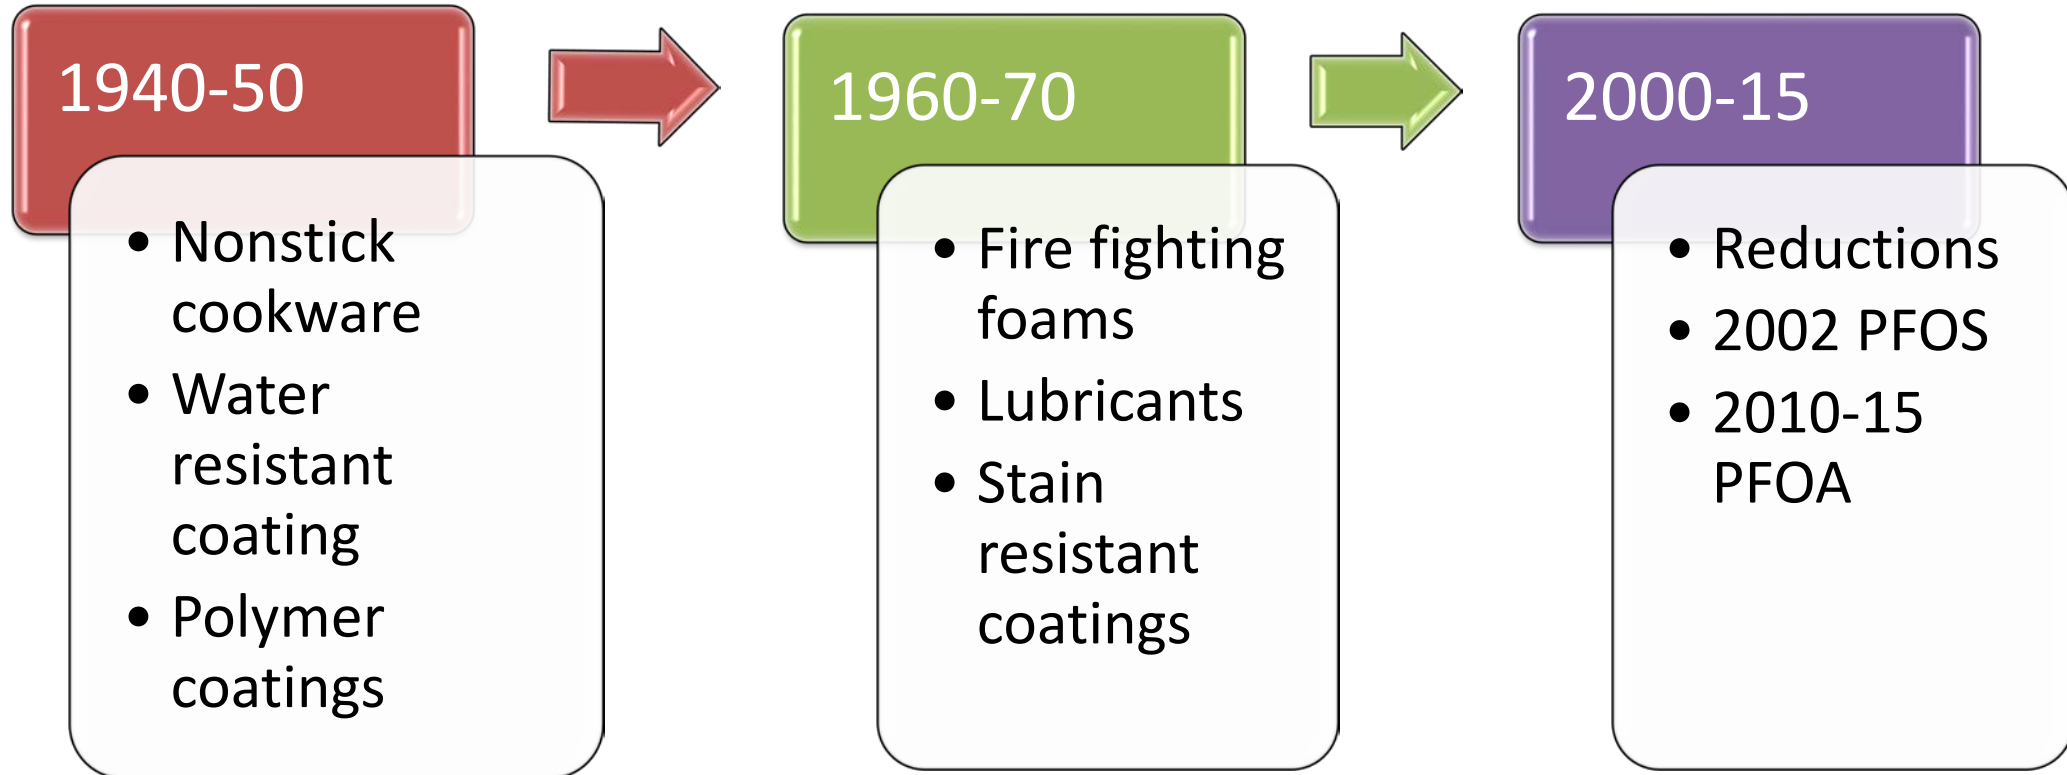 1940-50
• Nonstick
cookware
• Water
resistant
coating
• Polymer
coatings
1960-70
• Fire fighting
foams
• Lubricants
• Stain
resistant
coatings
2000-15
• Reductions
• 2002 PFOS
• 2010-15
PFOA